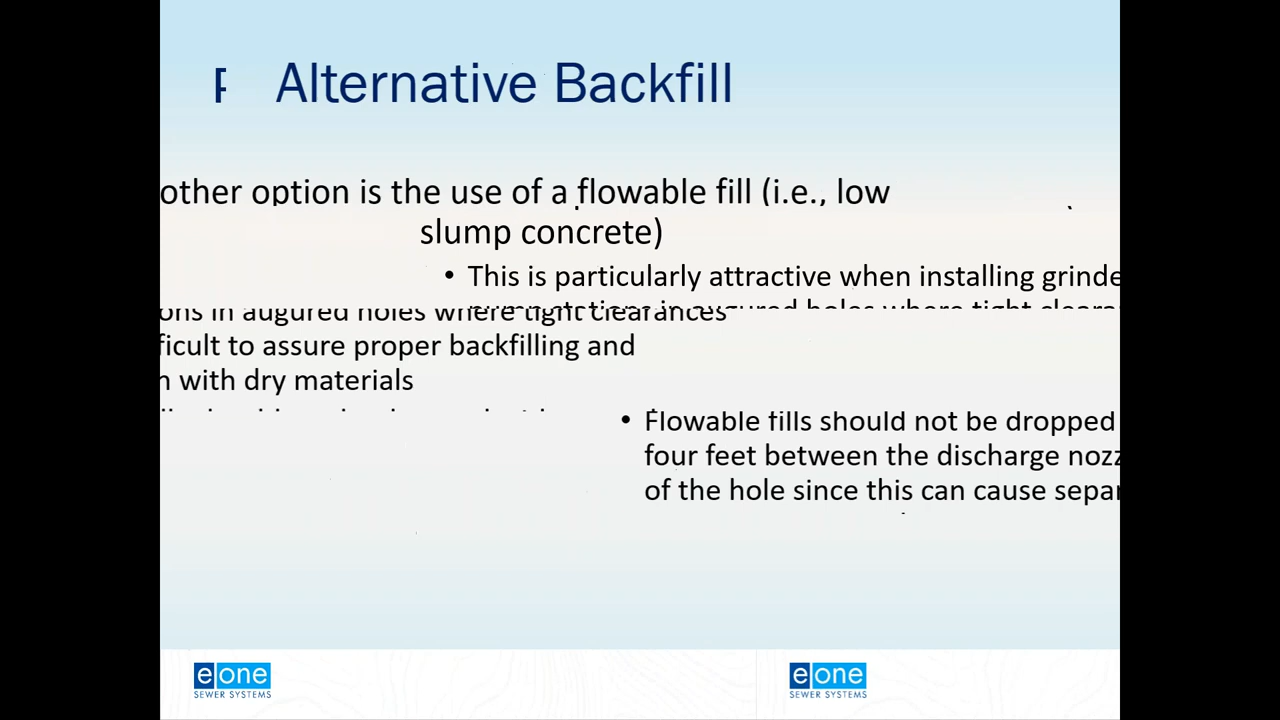 Alternative Backfill
other option is the use of a flowable fill (i.e., low
slump concrete)
• This is particularly attractive when installing grinde
ons in augured holes where tight clearances
ficult to assure proper backfilling and
n with dry materials
• Flowable fills should not be dropped
four feet between the discharge nozz
of the hole since this can cause separ
e one
SEWER SYSTEMS
e one
SEWER SYSTEMS